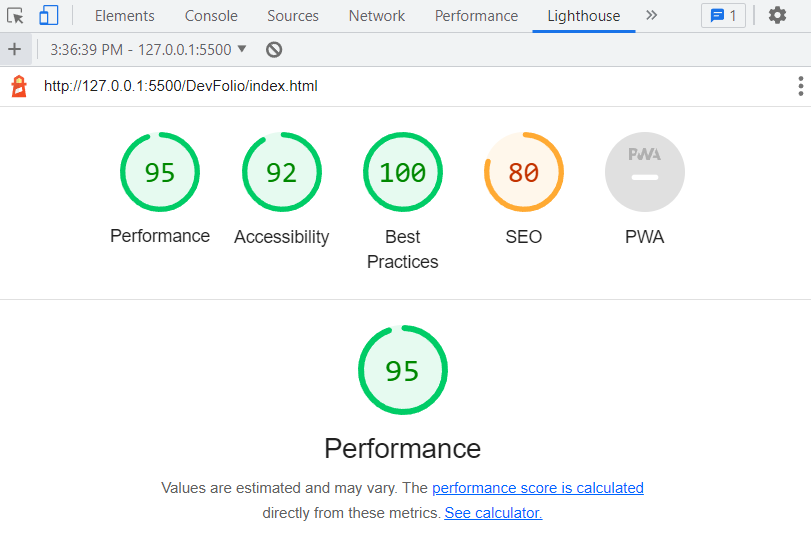 Elements Console Sources Network Performance Lighthouse 1
3:36:39 PM - 127.0.0.1:5500
http://127.0.0.1:5500/DevFolio/index.html
95 92 100 80 PWA
Performance Accessibility Best Practices SEO PWA
95
Performance
Values are estimated and may vary. The performance score is calculated
directly from these metrics. See calculator.